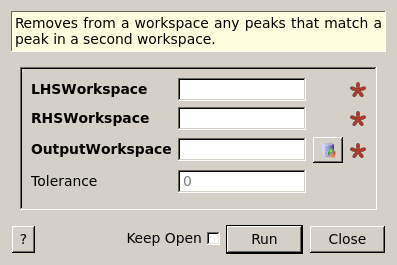 Removes from a workspace any peaks that match a
peak in a second workspace.
LHSWorkspace
RHSWorkspace
OutputWorkspace
Tolerance 0
? Keep Open Run Close